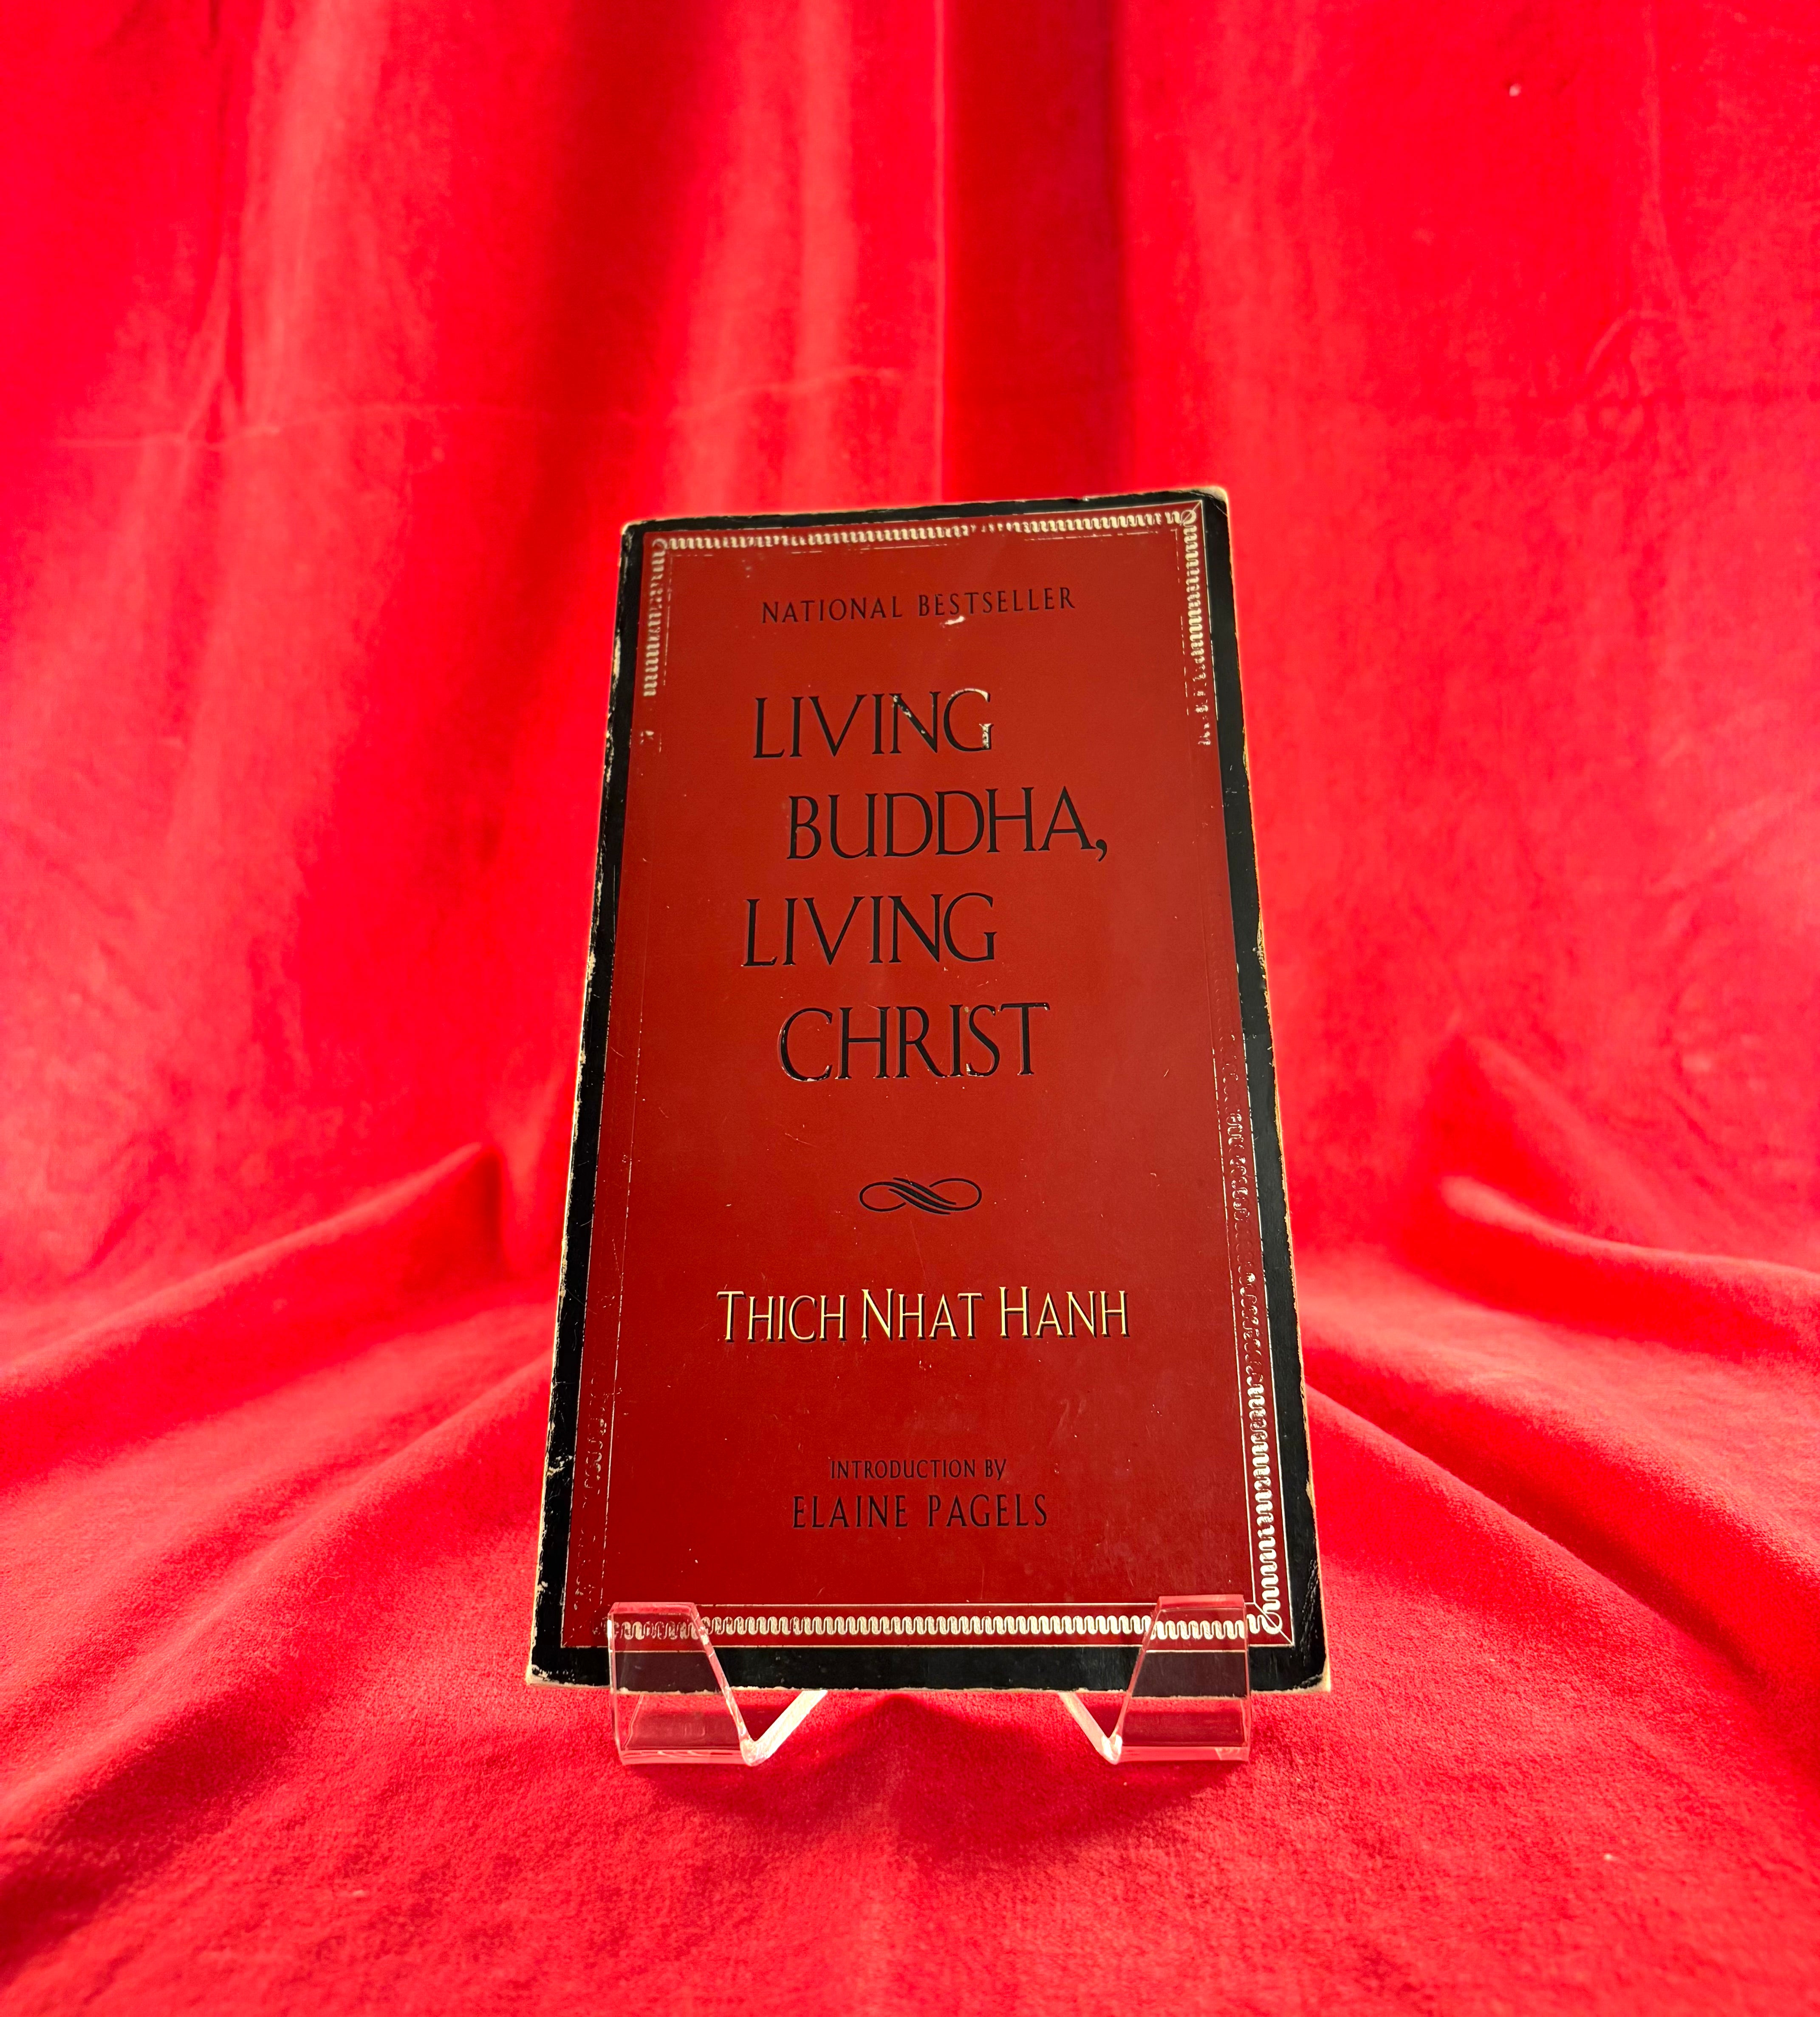 NATIONAL BESTSELLER
LIVING
BUDDHA,
LIVING
CHRIST
THICH NHAT HANH
INTRODUCTION BY
ELAINE PAGELS